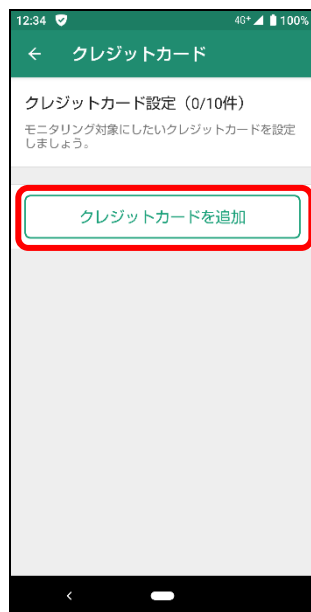 12:34 4G+ 100%
← クレジットカード
クレジットカード設定（0/10件）
モニタリング対象にしたいクレジットカードを設定
しましょう。
クレジットカードを追加